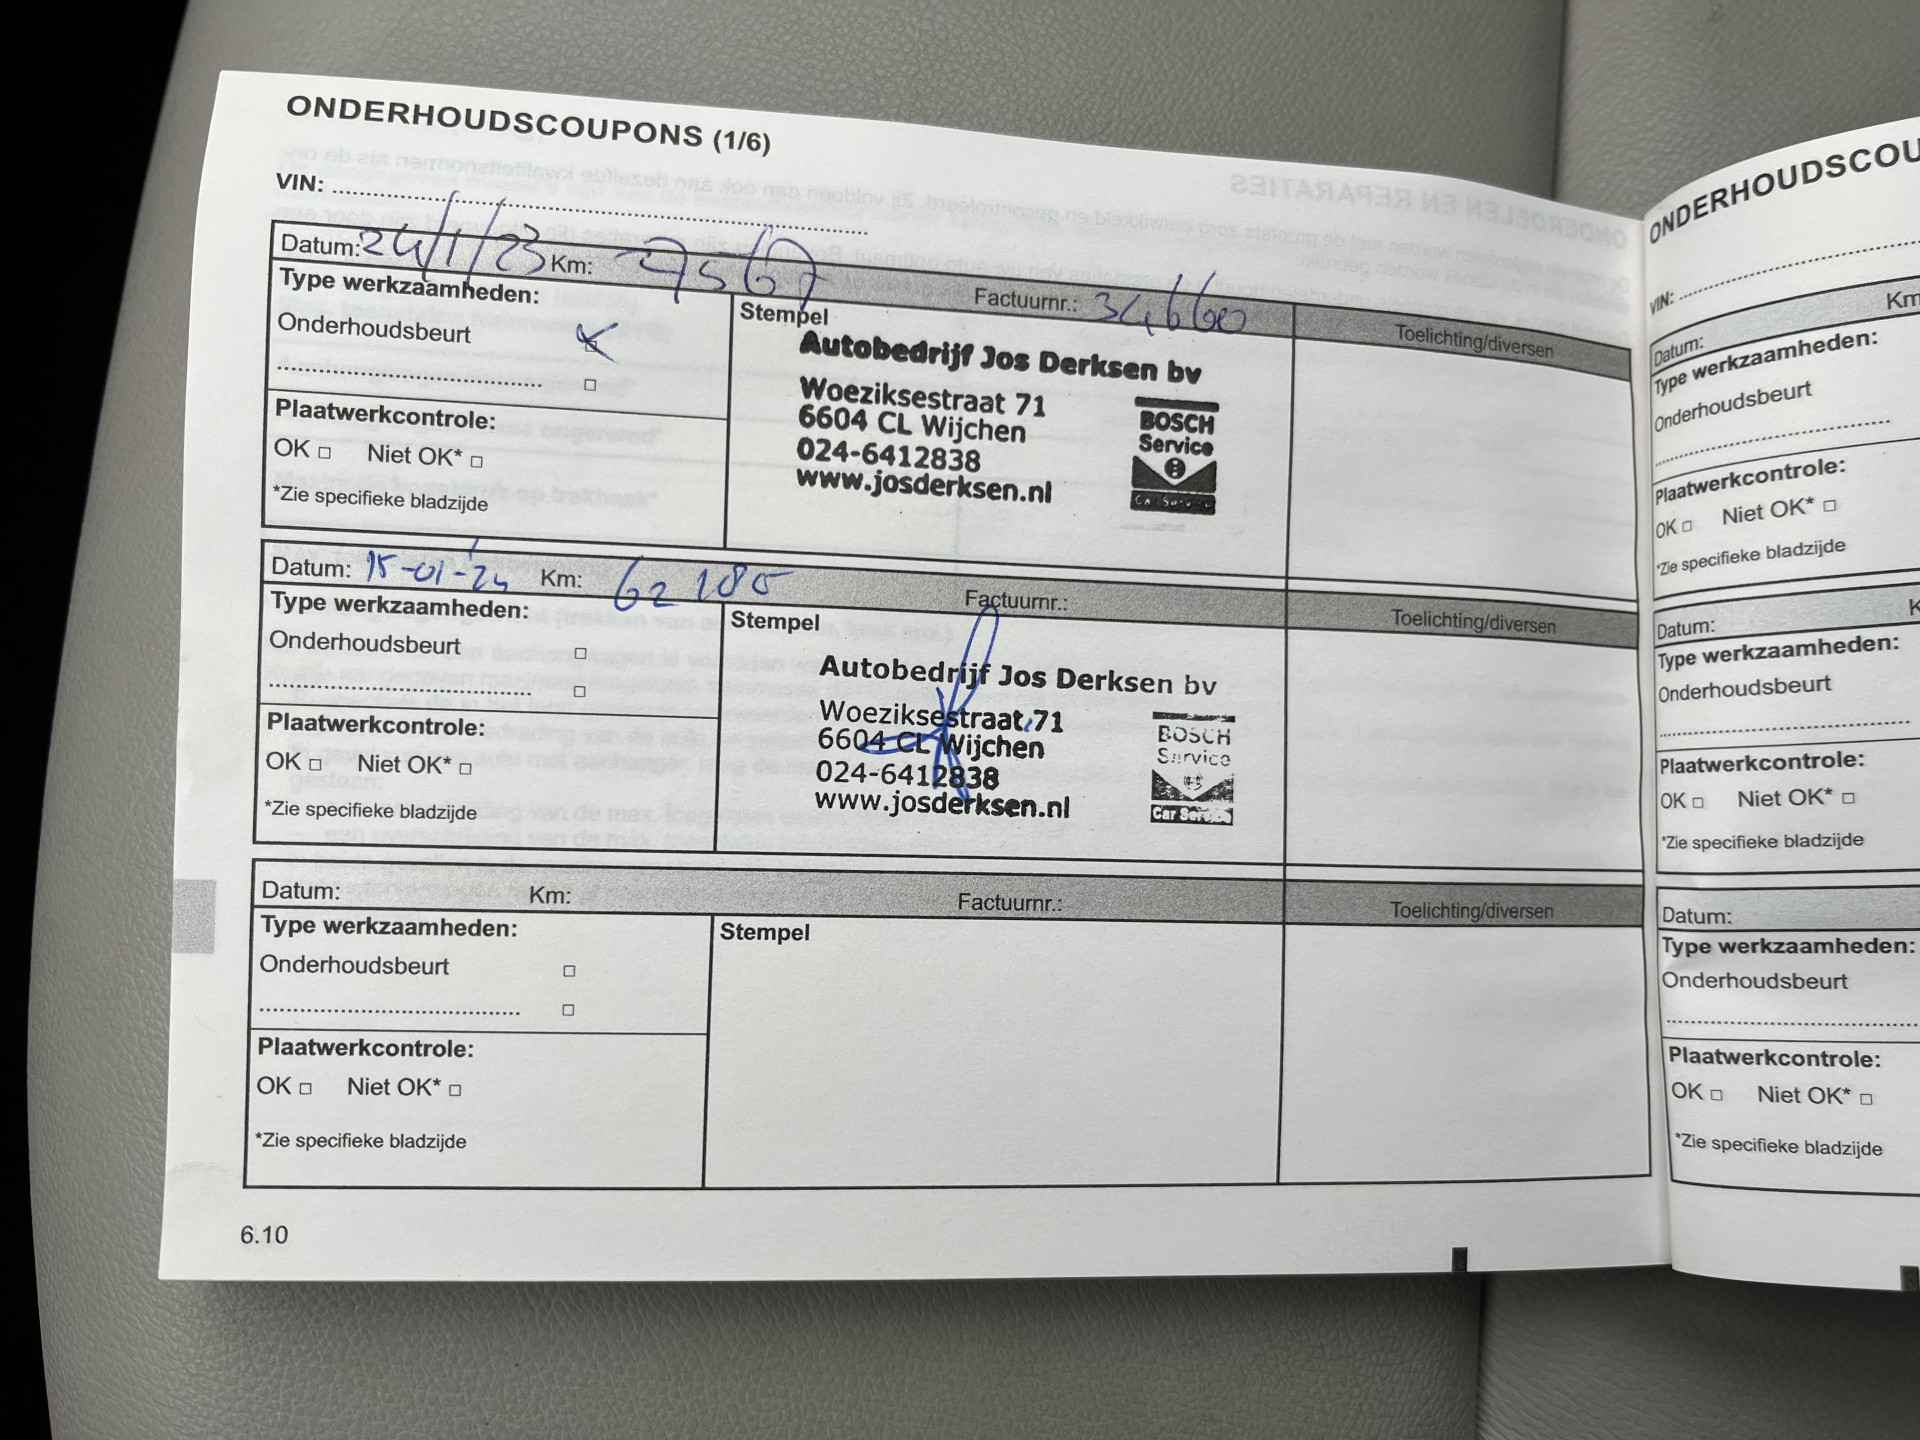 ONDERHOUDSCOUPONS (1/6)
VIN: ......................................................................
Datum: 24/1/23 Km: Factuurnr.: 34660 Toelichting/diversen
Type werkzaamheden:
Onderhoudsbeurt
Plaatwerkcontrole:
OK □ Niet OK* □
*Zie specifieke bladzijde
Stempel
Autobedrijf Jos Derksen bv
Woeziksestraat 71
6604 CL Wijchen
024-6412838
www.josderksen.nl
BOSCH
Service
Car Service
Datum: 15-01-24 Km: 62185 Factuurnr.: Toelichting/diversen
Type werkzaamheden:
Onderhoudsbeurt □
Plaatwerkcontrole:
OK □ Niet OK* □
*Zie specifieke bladzijde
Stempel
Autobedrijf Jos Derksen bv
Woeziksestraat 71
6604 CL Wijchen
024-6412838
www.josderksen.nl
BOSCH
Service
Car Service
Datum: Km: Factuurnr.: Toelichting/diversen
Type werkzaamheden:
Onderhoudsbeurt □
Plaatwerkcontrole:
OK □ Niet OK* □
*Zie specifieke bladzijde
Stempel
6.10
ONDERHOUDSCOU
VIN: ........................
Datum: Km
Type werkzaamheden:
Onderhoudsbeurt
Plaatwerkcontrole:
OK □ Niet OK* □
*Zie specifieke bladzijde
Datum: K
Type werkzaamheden:
Onderhoudsbeurt
Plaatwerkcontrole:
OK □ Niet OK* □
*Zie specifieke bladzijde
Datum:
Type werkzaamheden:
Onderhoudsbeurt
Plaatwerkcontrole:
OK □ Niet OK* □
*Zie specifieke bladzijde